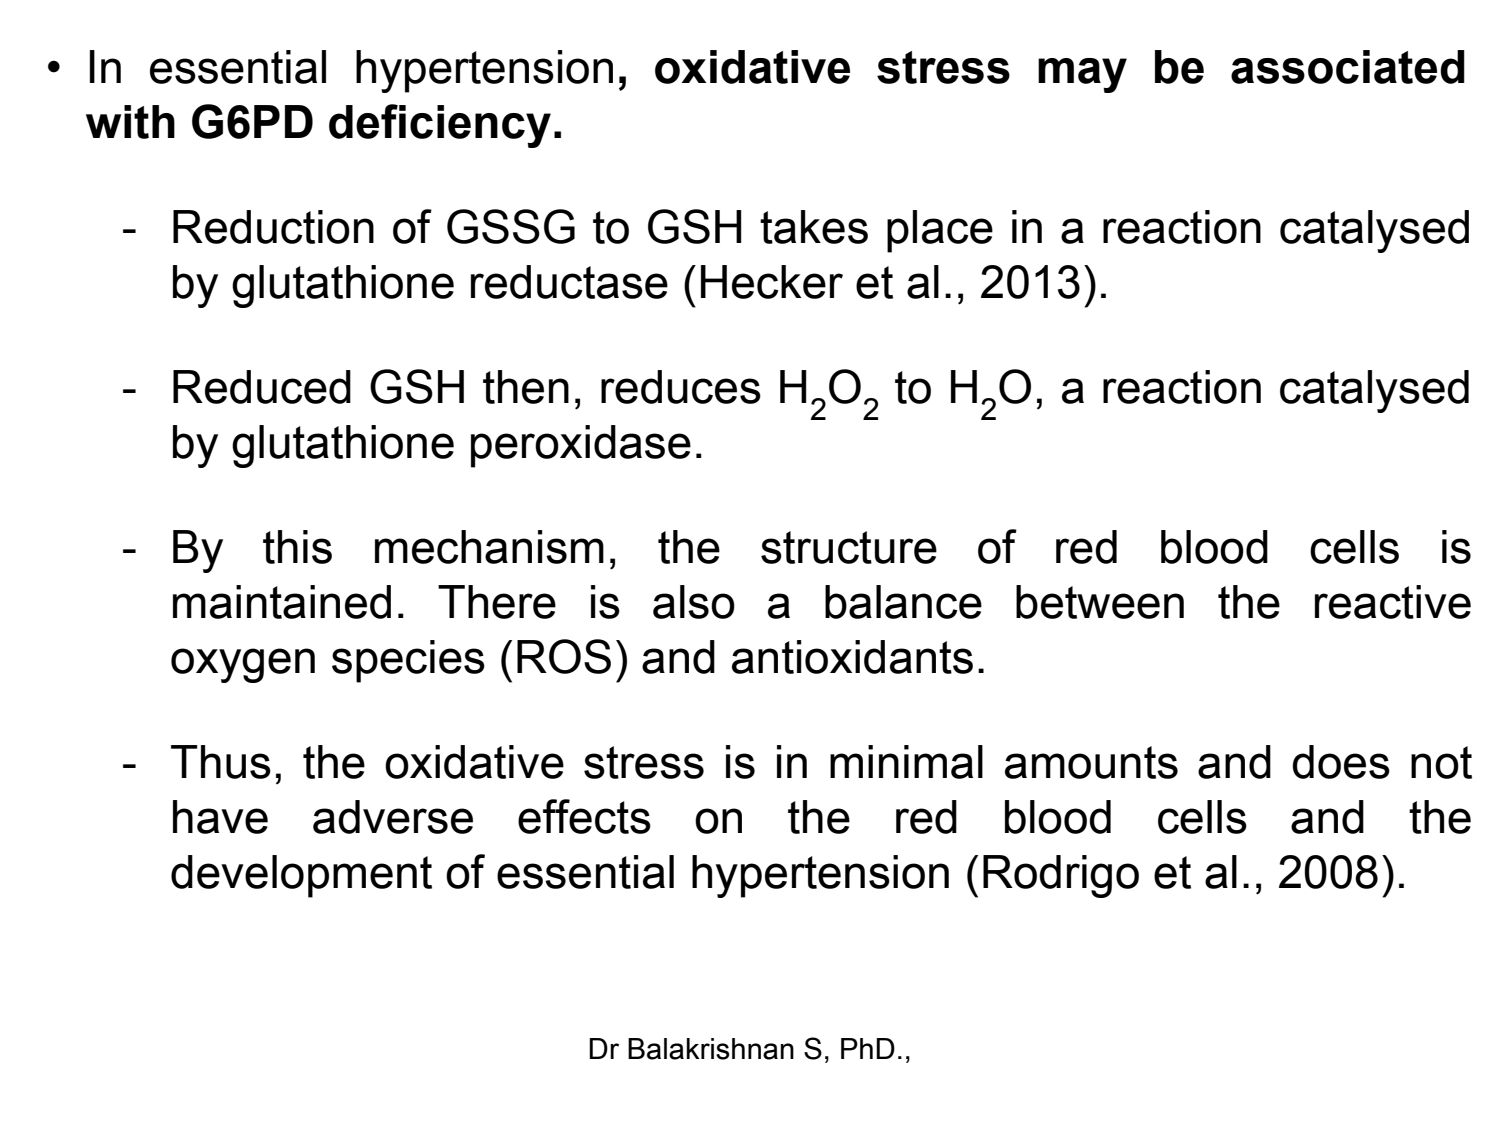 • In essential hypertension, oxidative stress may be associated
with G6PD deficiency.
- Reduction of GSSG to GSH takes place in a reaction catalysed
by glutathione reductase (Hecker et al., 2013).
- Reduced GSH then, reduces H₂O₂ to H₂O, a reaction catalysed
by glutathione peroxidase.
- By this mechanism, the structure of red blood cells is
maintained. There is also a balance between the reactive
oxygen species (ROS) and antioxidants.
- Thus, the oxidative stress is in minimal amounts and does not
have adverse effects on the red blood cells and the
development of essential hypertension (Rodrigo et al., 2008).
Dr Balakrishnan S, PhD.,